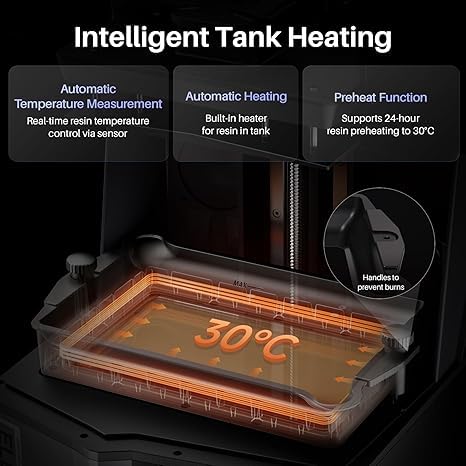 Intelligent Tank Heating
Automatic
Temperature Measurement
Real-time resin temperature
control via sensor
Automatic Heating
Built-in heater
for resin in tank
Preheat Function
Supports 24-hour
resin preheating to 30°C
Handles to
prevent burns
MAX
30°C